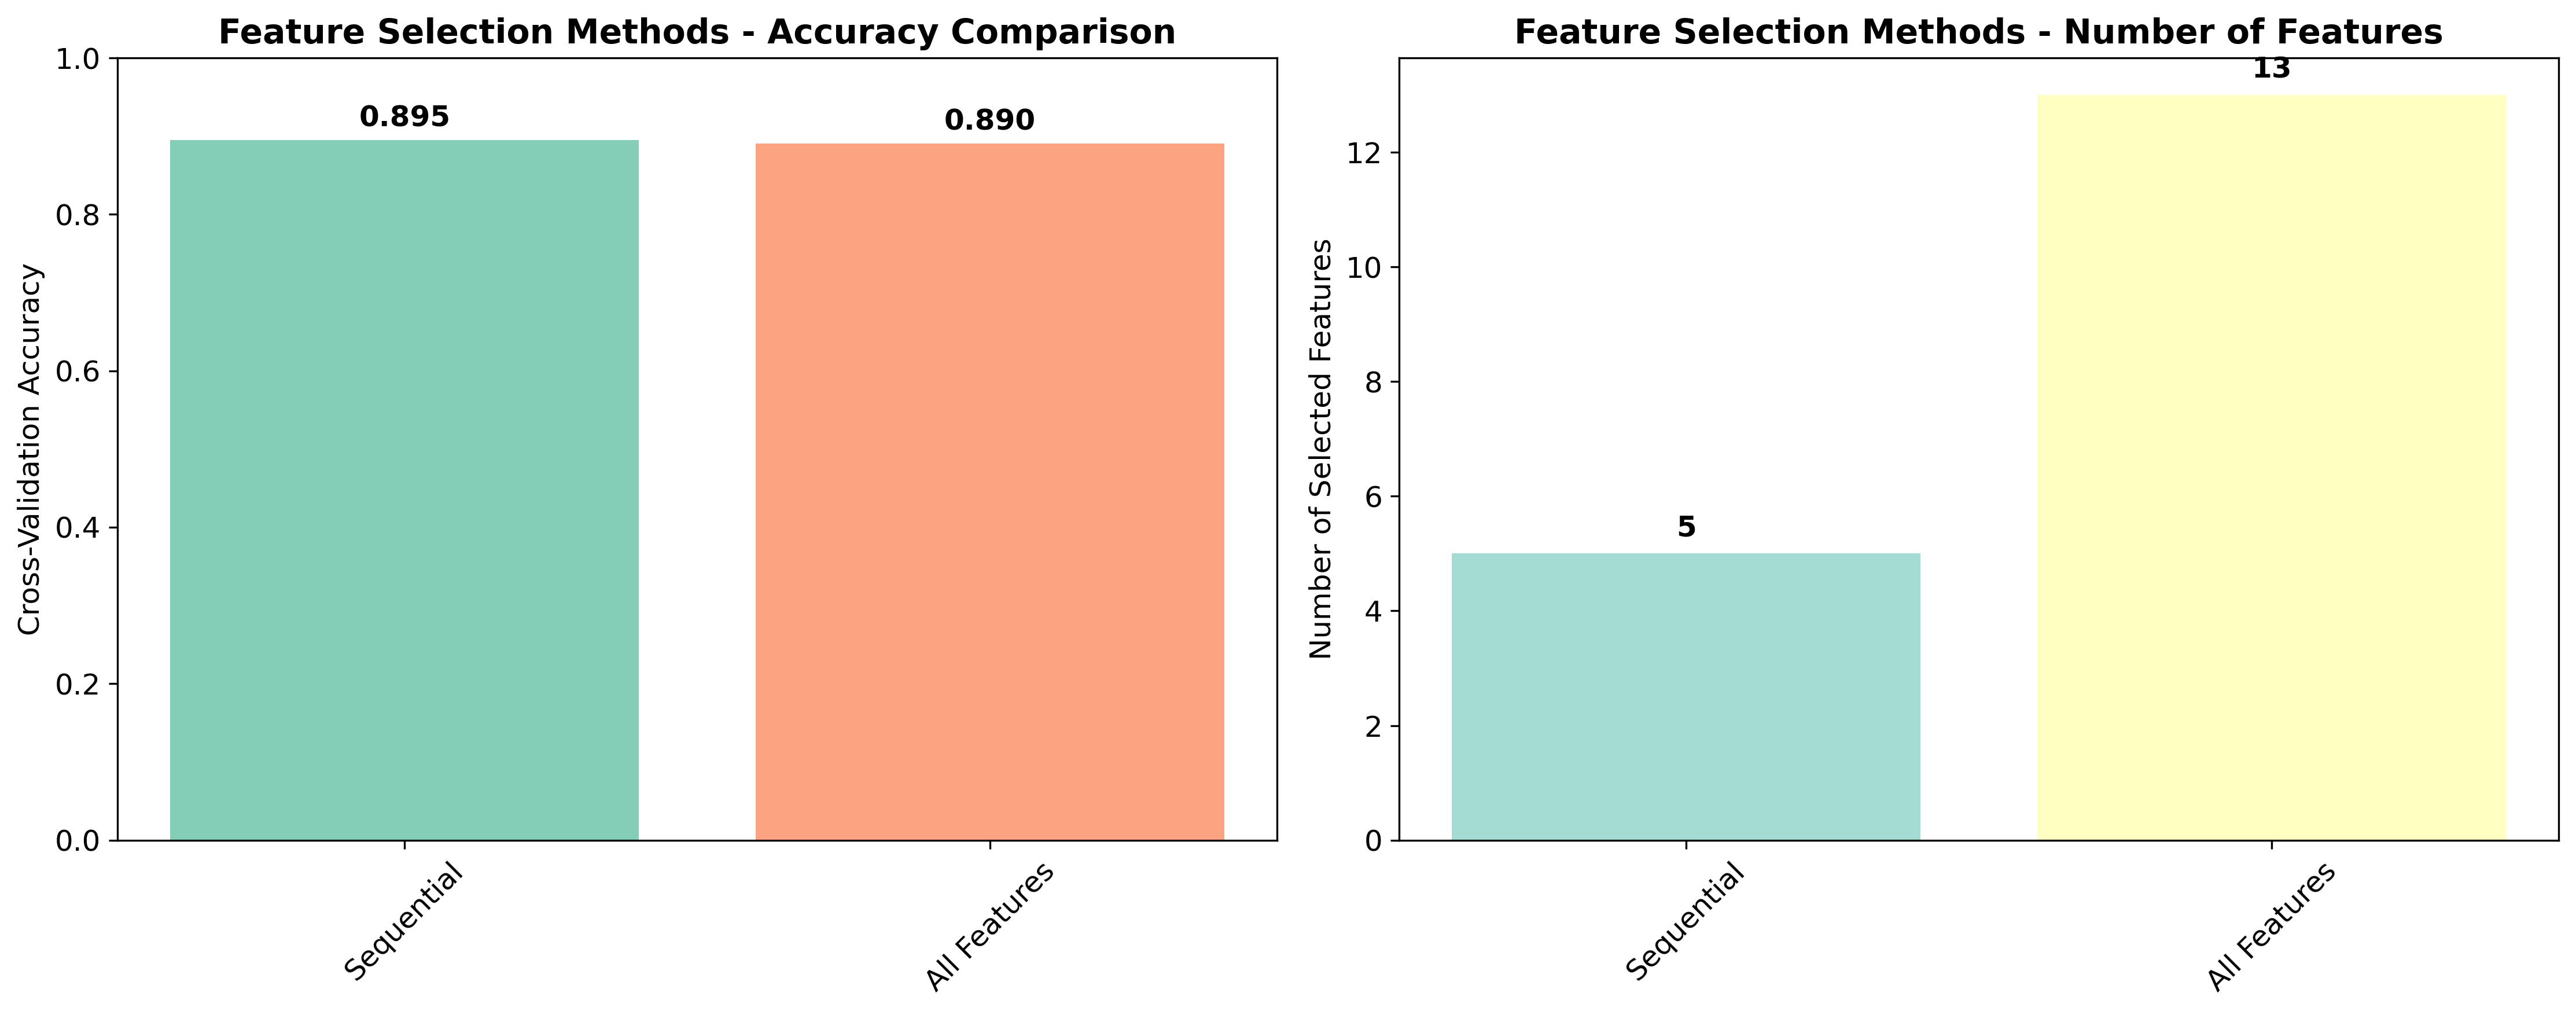 Feature Selection Methods - Accuracy Comparison
Cross-Validation Accuracy
1.0
0.8
0.6
0.4
0.2
0.0
0.895
0.890
Sequential
All Features
Feature Selection Methods - Number of Features
Number of Selected Features
12
10
8
6
4
2
0
5
13
Sequential
All Features